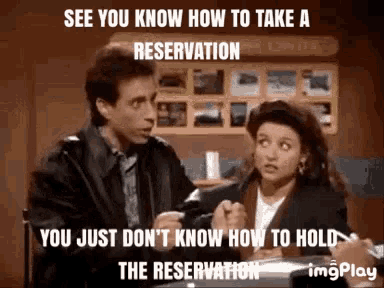 SEE YOU KNOW HOW TO TAKE A
RESERVATION
YOU JUST DON'T KNOW HOW TO HOLD
THE RESERVATION
imgPlay